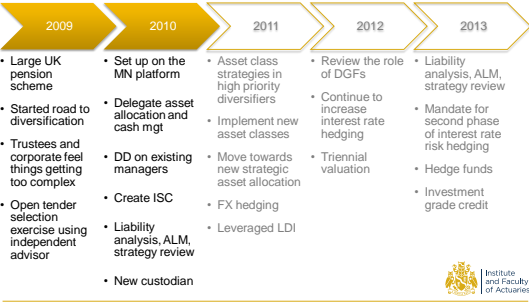 2009
2010
2011
2012
2013
• Large UK
pension
scheme
• Started road to
diversification
• Trustees and
corporate feel
things getting
too complex
• Open tender
selection
exercise using
independent
advisor
• Set up on the
MN platform
• Delegate asset
allocation and
cash mgt
• DD on existing
managers
• Create ISC
• Liability
analysis, ALM,
strategy review
• New custodian
• Asset class
strategies in
high priority
diversifiers
• Implement new
asset classes
• Move towards
new strategic
asset allocation
• FX hedging
• Leveraged LDI
• Review the role
of DGFs
• Continue to
increase
interest rate
hedging
• Triennial
valuation
• Liability
analysis, ALM,
strategy review
• Mandate for
second phase
of interest rate
risk hedging
• Hedge funds
• Investment
grade credit
Institute
and Faculty
of Actuaries